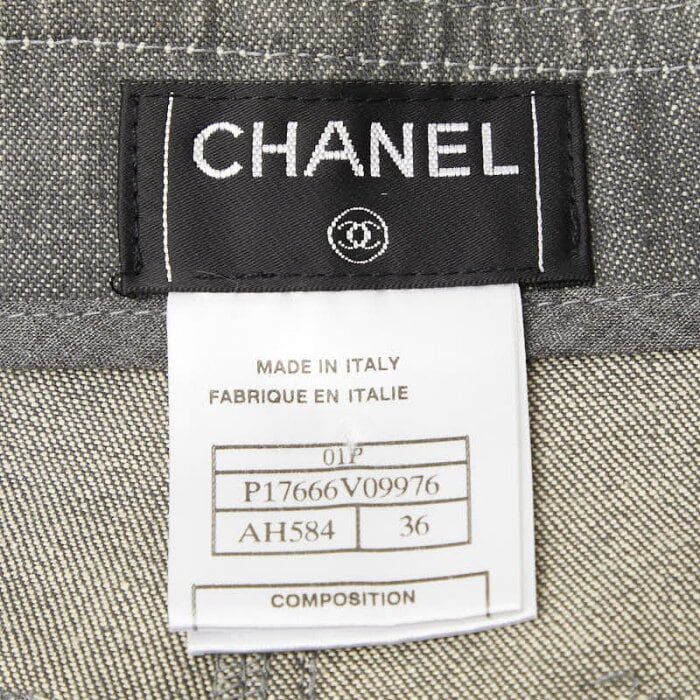 CHANEL
MADE IN ITALY
FABRIQUE EN ITALIE
01P
P17666V09976
AH584 36
COMPOSITION